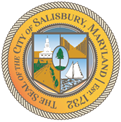 THE SEAL OF THE CITY OF SALISBURY, MARYLAND | EST. 1732